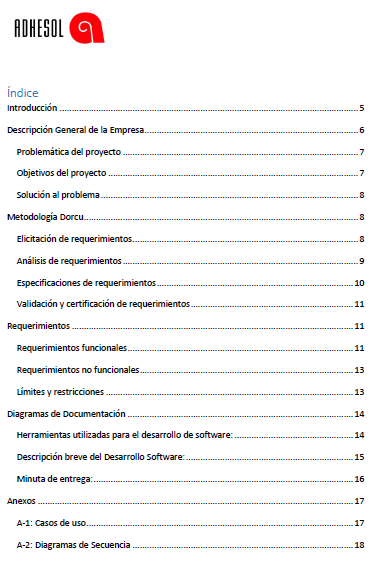 ADHESOL
Índice
Introducción ........ 5
Descripción General de la Empresa ........ 6
Problemática del proyecto ........ 7
Objetivos del proyecto ........ 7
Solución al problema ........ 8
Metodología Dorcu ........ 8
Elicitación de requerimientos ........ 8
Análisis de requerimientos ........ 9
Especificaciones de requerimientos ........ 10
Validación y certificación de requerimientos ........ 11
Requerimientos ........ 11
Requerimientos funcionales ........ 11
Requerimientos no funcionales ........ 13
Límites y restricciones ........ 13
Diagramas de Documentación ........ 14
Herramientas utilizadas para el desarrollo de software: ........ 14
Descripción breve del Desarrollo Software: ........ 15
Minuta de entrega: ........ 16
Anexos ........ 17
A-1: Casos de uso ........ 17
A-2: Diagramas de Secuencia ........ 18